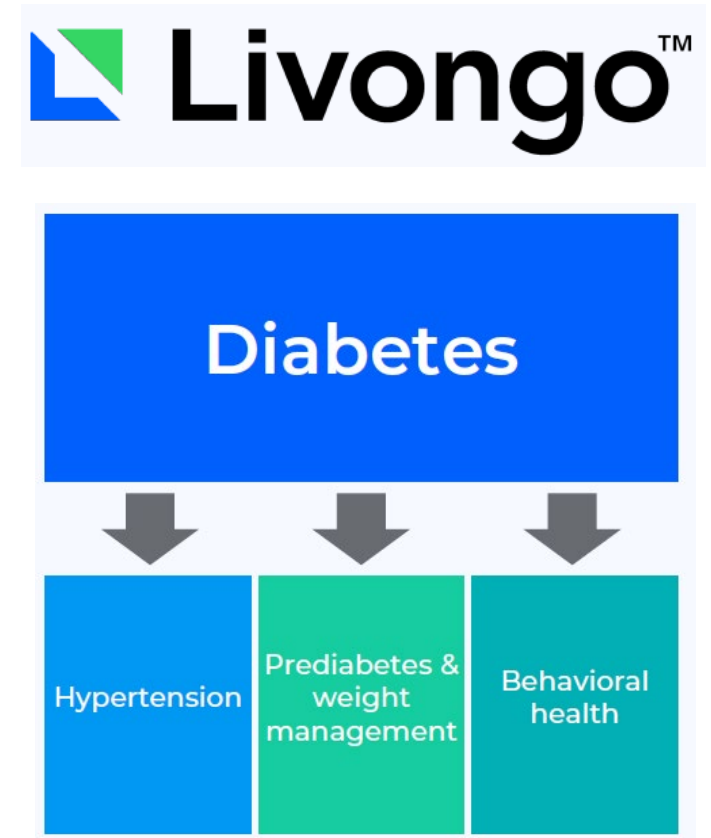 Livongo™
Diabetes
Hypertension
Prediabetes &
weight
management
Behavioral
health